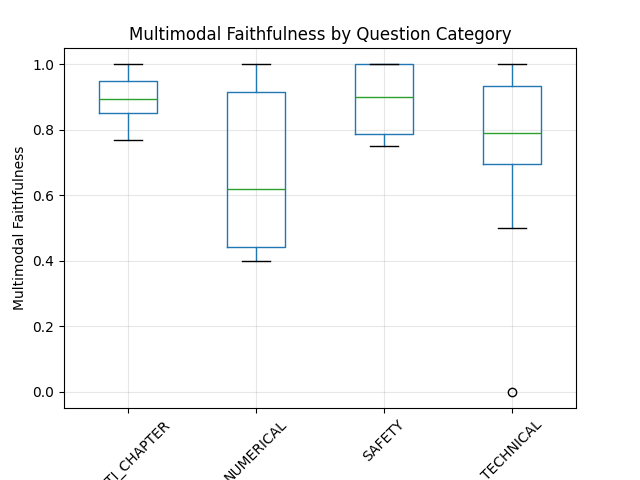 Multimodal Faithfulness by Question Category
1.0
0.8
0.6
0.4
0.2
0.0
Multimodal Faithfulness
TI_CHAPTER
NUMERICAL
SAFETY
TECHNICAL